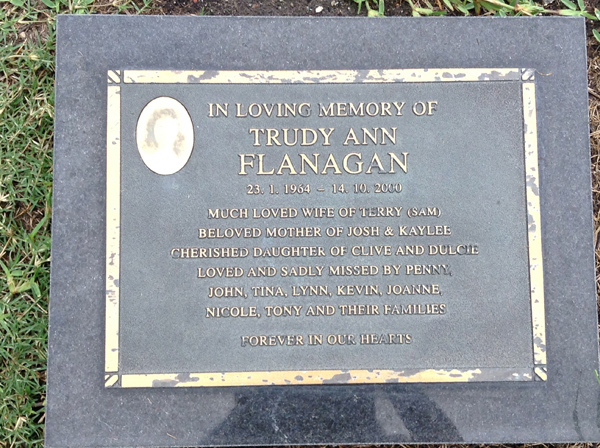 IN LOVING MEMORY OF
TRUDY ANN
FLANAGAN
23. 1. 1964 – 14. 10. 2000
MUCH LOVED WIFE OF TERRY (SAM)
BELOVED MOTHER OF JOSH & KAYLEE
CHERISHED DAUGHTER OF CLIVE AND DULCIE
LOVED AND SADLY MISSED BY PENNY,
JOHN, TINA, LYNN, KEVIN, JOANNE,
NICOLE, TONY AND THEIR FAMILIES
FOREVER IN OUR HEARTS